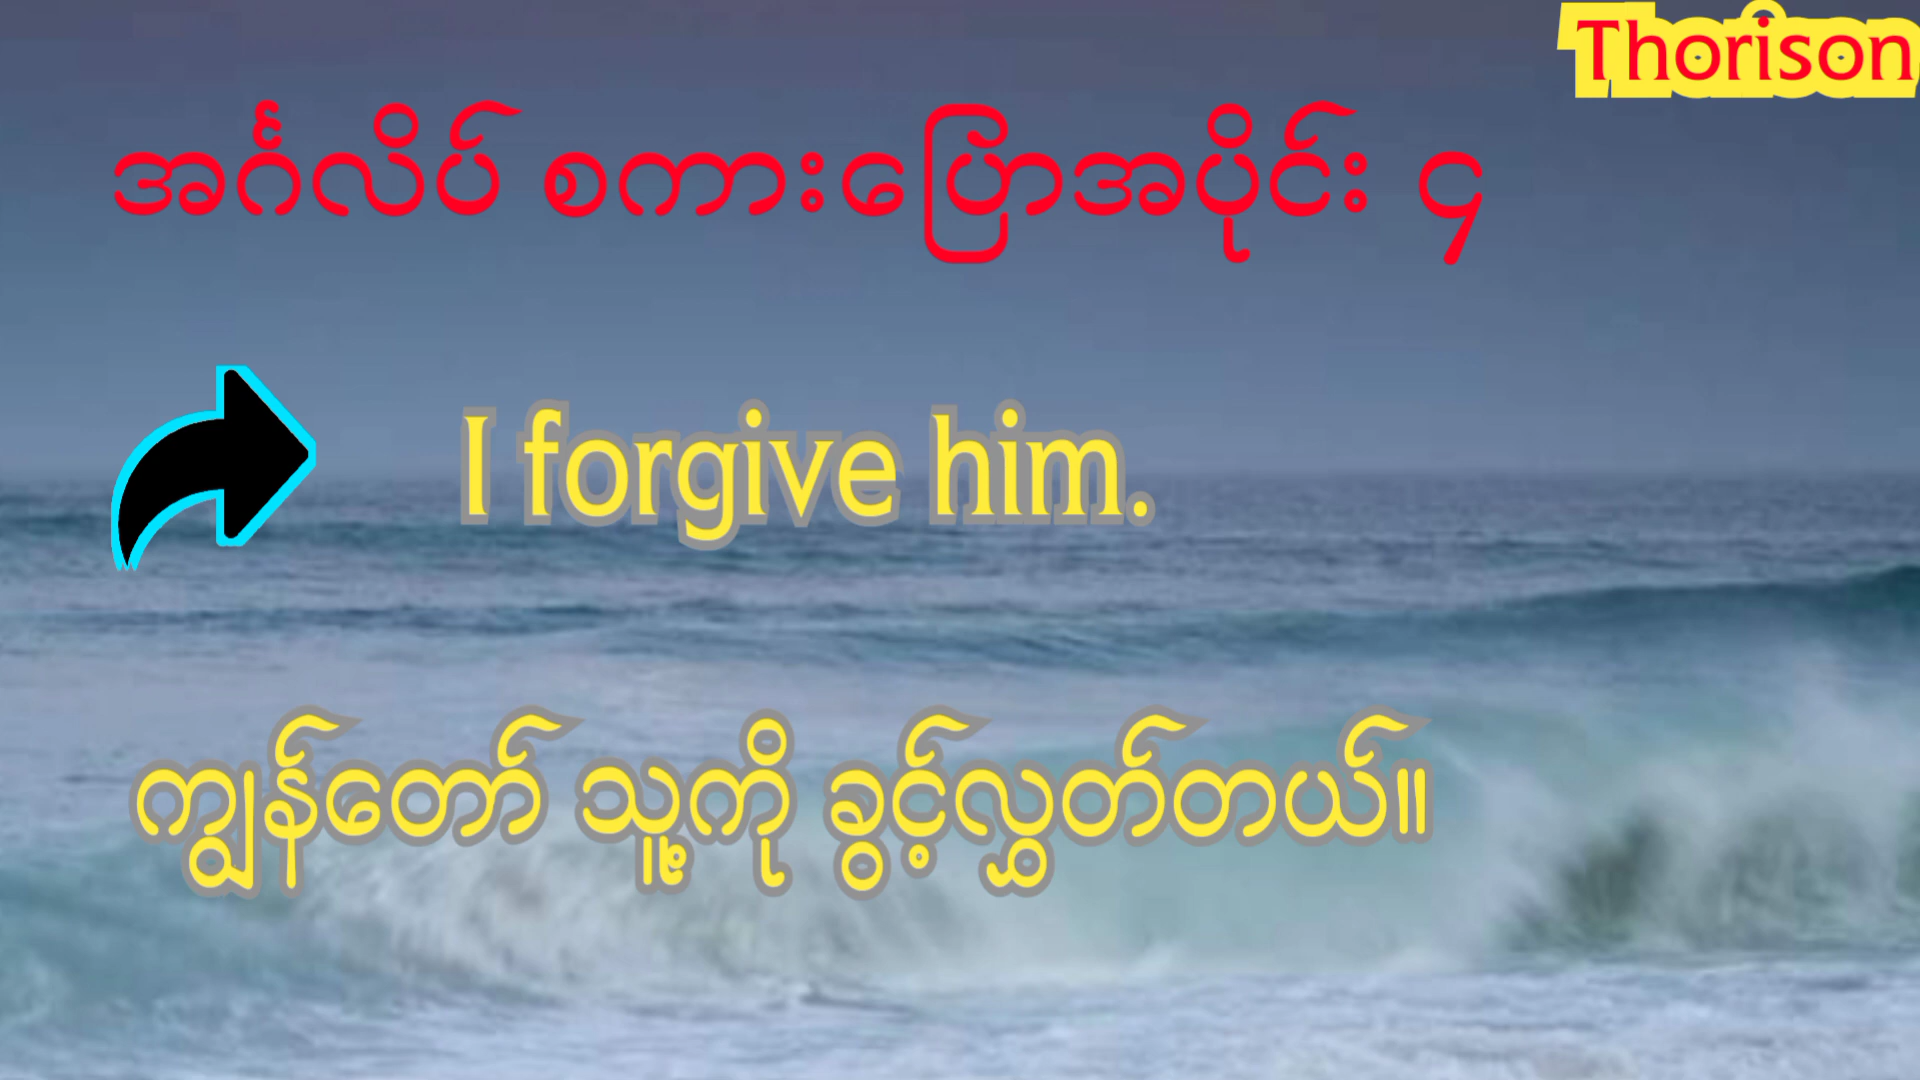 Thorison
အင်္ဂလိပ် စကားပြောအပိုင်း ၄
I forgive him.
ကျွန်တော် သူ့ကို ခွင့်လွှတ်တယ်။